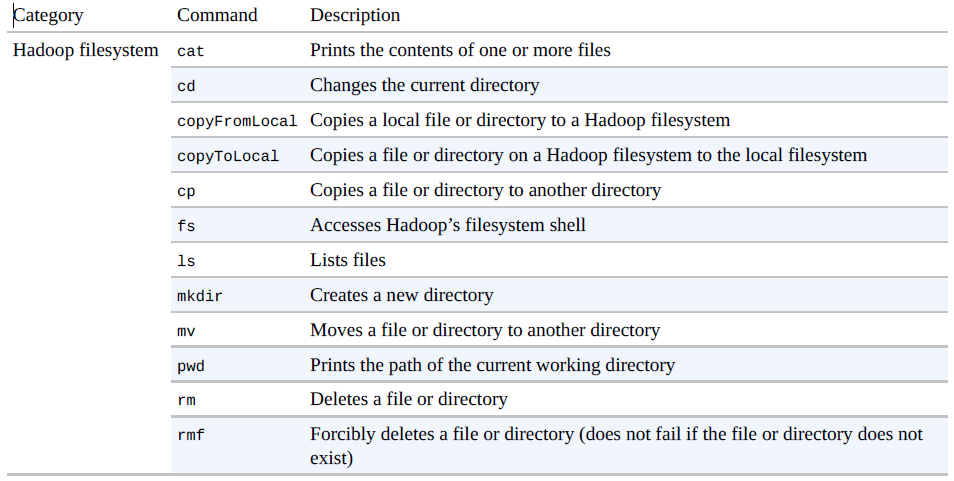 Category Command Description
Hadoop filesystem cat Prints the contents of one or more files
cd Changes the current directory
copyFromLocal Copies a local file or directory to a Hadoop filesystem
copyToLocal Copies a file or directory on a Hadoop filesystem to the local filesystem
cp Copies a file or directory to another directory
fs Accesses Hadoop’s filesystem shell
ls Lists files
mkdir Creates a new directory
mv Moves a file or directory to another directory
pwd Prints the path of the current working directory
rm Deletes a file or directory
rmf Forcibly deletes a file or directory (does not fail if the file or directory does not
exist)